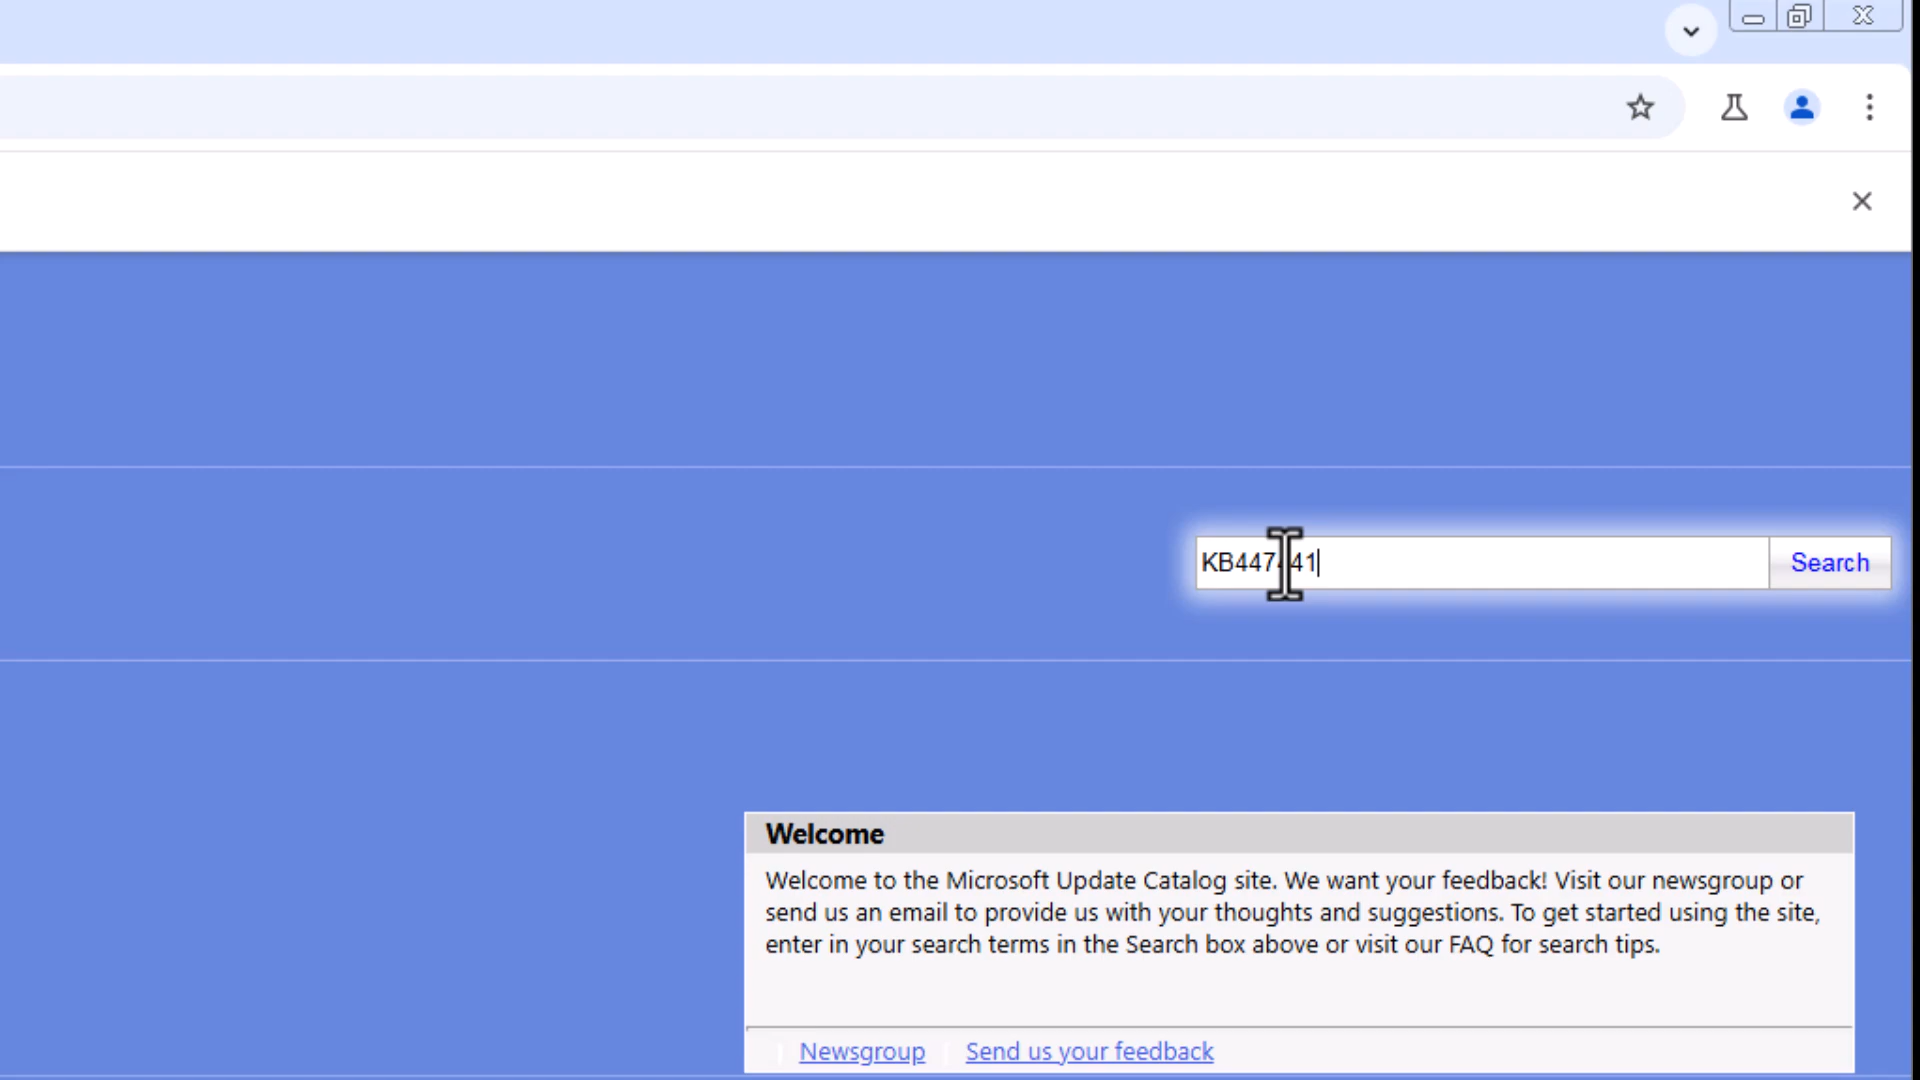 Search
Welcome
Welcome to the Microsoft Update Catalog site. We want your feedback! Visit our newsgroup or
send us an email to provide us with your thoughts and suggestions. To get started using the site,
enter in your search terms in the Search box above or visit our FAQ for search tips.
Newsgroup Send us your feedback